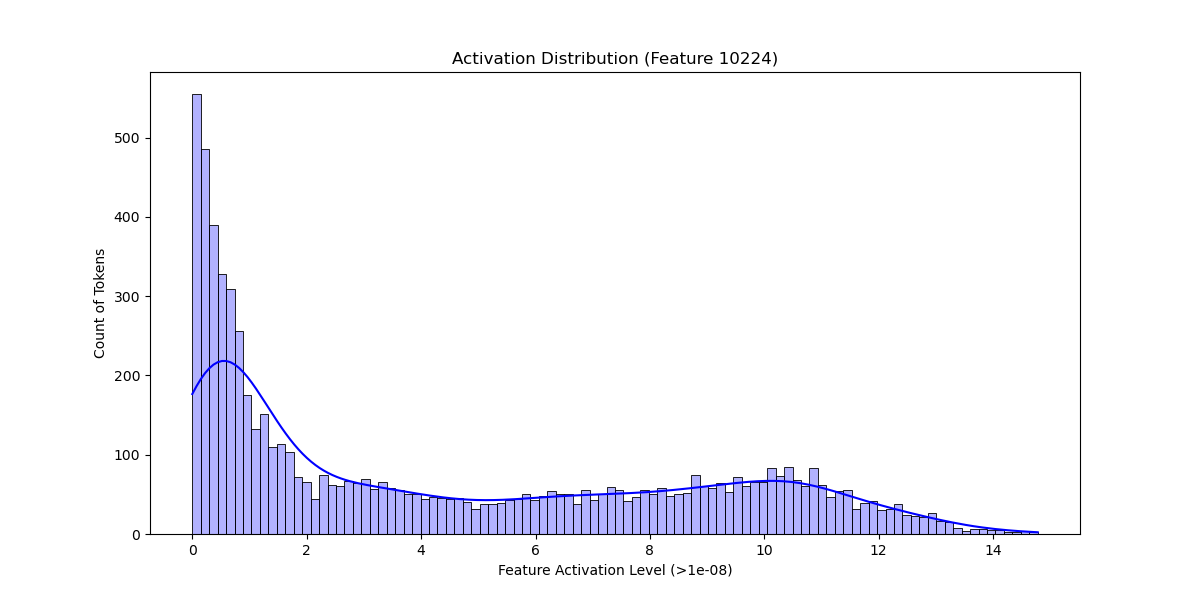 Activation Distribution (Feature 10224)
Count of Tokens
500
400
300
200
100
0
0 2 4 6 8 10 12 14
Feature Activation Level (>1e-08)